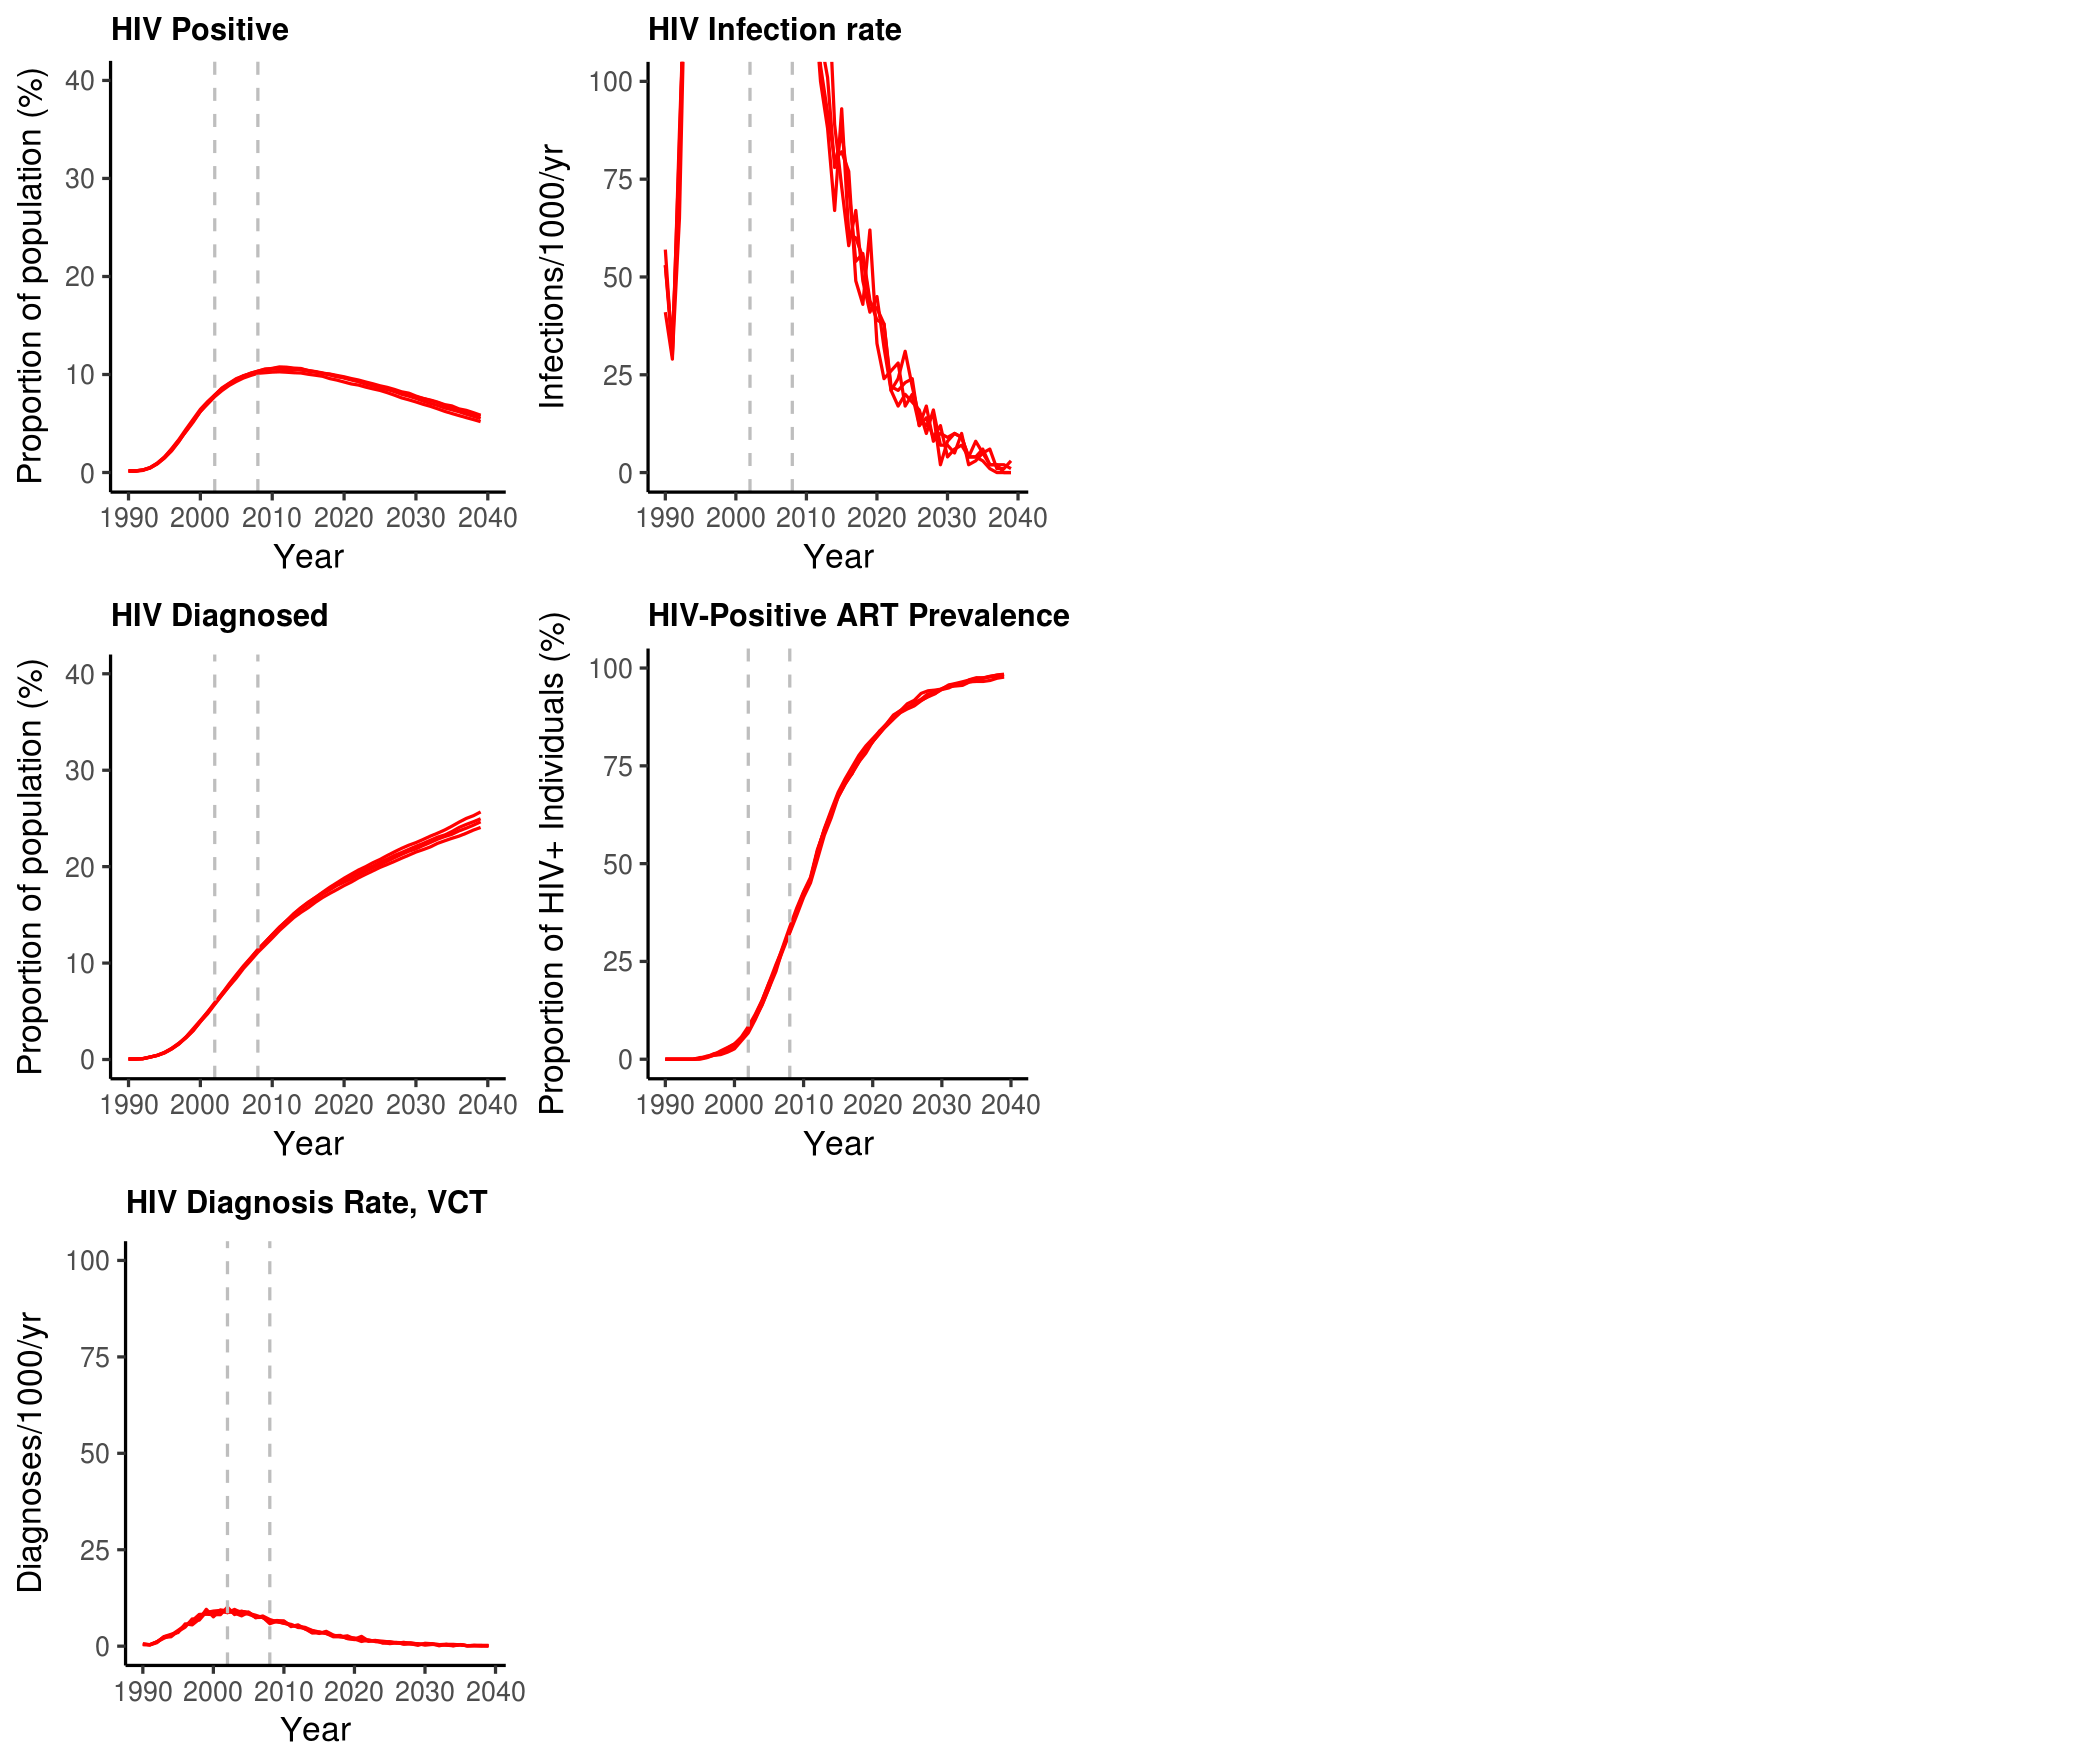 HIV Positive
Proportion of population (%)
40
30
20
10
0
1990 2000 2010 2020 2030 2040
Year
HIV Infection rate
Infections/1000/yr
100
75
50
25
0
1990 2000 2010 2020 2030 2040
Year
HIV Diagnosed
Proportion of population (%)
40
30
20
10
0
1990 2000 2010 2020 2030 2040
Year
HIV-Positive ART Prevalence
Proportion of HIV+ Individuals (%)
100
75
50
25
0
1990 2000 2010 2020 2030 2040
Year
HIV Diagnosis Rate, VCT
Diagnoses/1000/yr
100
75
50
25
0
1990 2000 2010 2020 2030 2040
Year